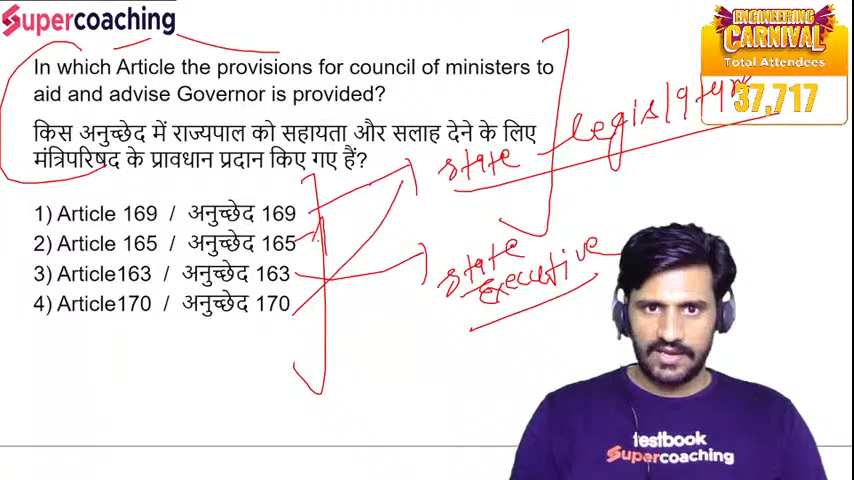 Supercoaching
ENGINEERING
CARNIVAL
Total Attendees
37,717
In which Article the provisions for council of ministers to
aid and advise Governor is provided?
किस अनुच्छेद में राज्यपाल को सहायता और सलाह देने के लिए
मंत्रिपरिषद के प्रावधान प्रदान किए गए हैं?
1) Article 169 / अनुच्छेद 169
2) Article 165 / अनुच्छेद 165
3) Article163 / अनुच्छेद 163
4) Article170 / अनुच्छेद 170
state legislature
state
Executive
testbook
Supercoaching